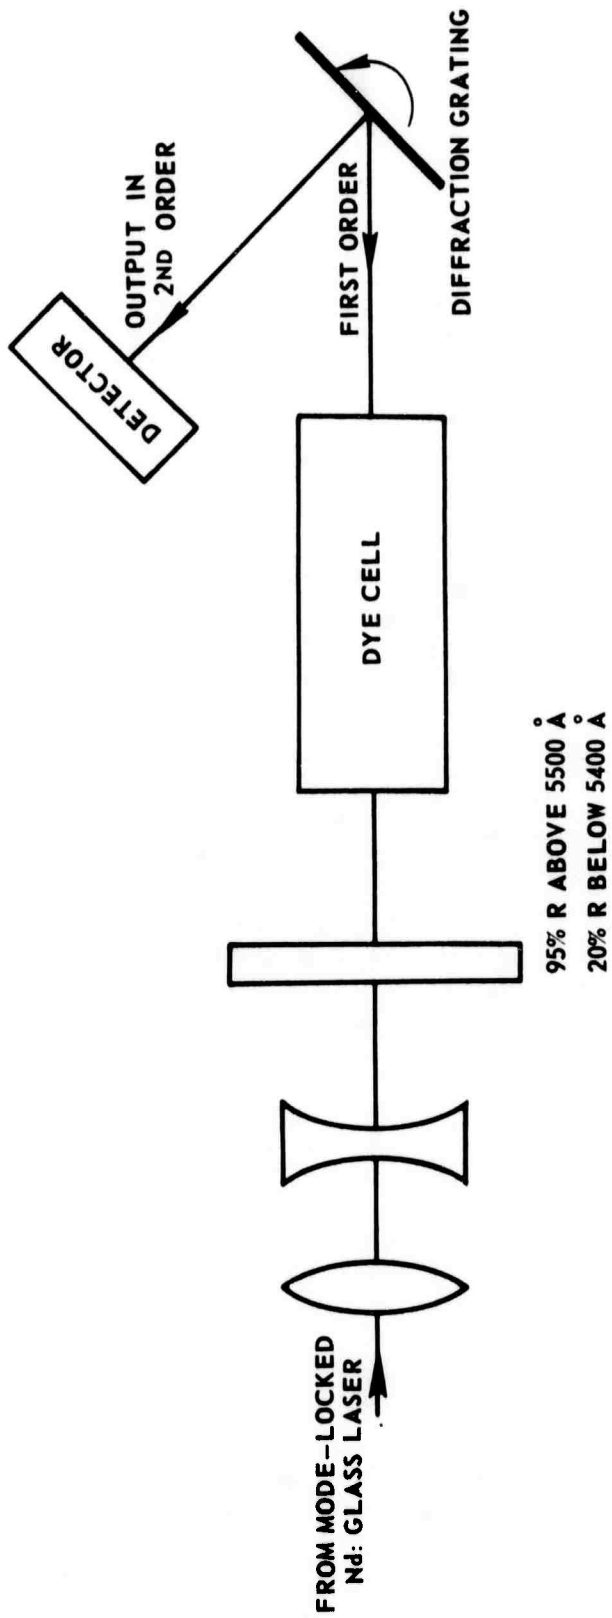 FROM MODE-LOCKED
Nd: GLASS LASER
95% R ABOVE 5500 Å
20% R BELOW 5400 Å
DYE CELL
FIRST ORDER
DIFFRACTION GRATING
OUTPUT IN
2ND ORDER
DETECTOR